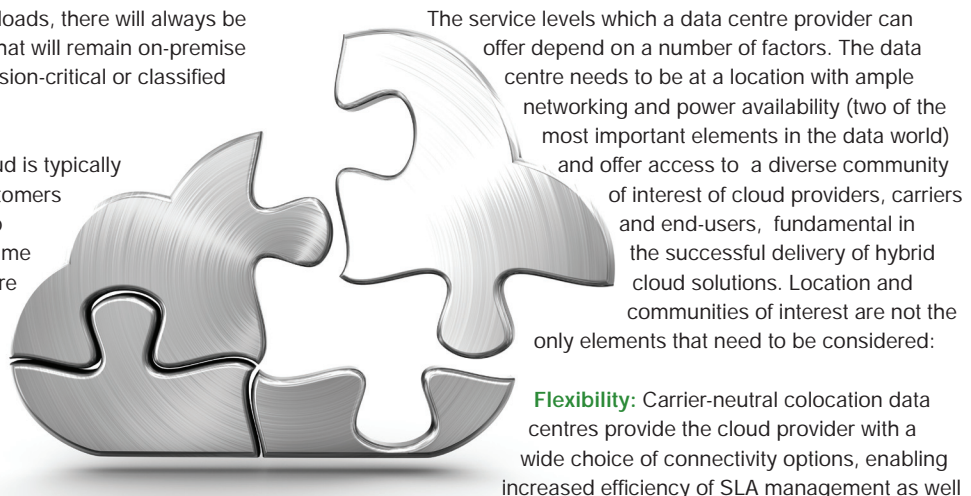 loads, there will always be
hat will remain on-premise
sion-critical or classified
ud is typically
tomers
me
re
The service levels which a data centre provider can
offer depend on a number of factors. The data
centre needs to be at a location with ample
networking and power availability (two of the
most important elements in the data world)
and offer access to a diverse community
of interest of cloud providers, carriers
and end-users, fundamental in
the successful delivery of hybrid
cloud solutions. Location and
communities of interest are not the
only elements that need to be considered:
Flexibility: Carrier-neutral colocation data
centres provide the cloud provider with a
wide choice of connectivity options, enabling
increased efficiency of SLA management as well